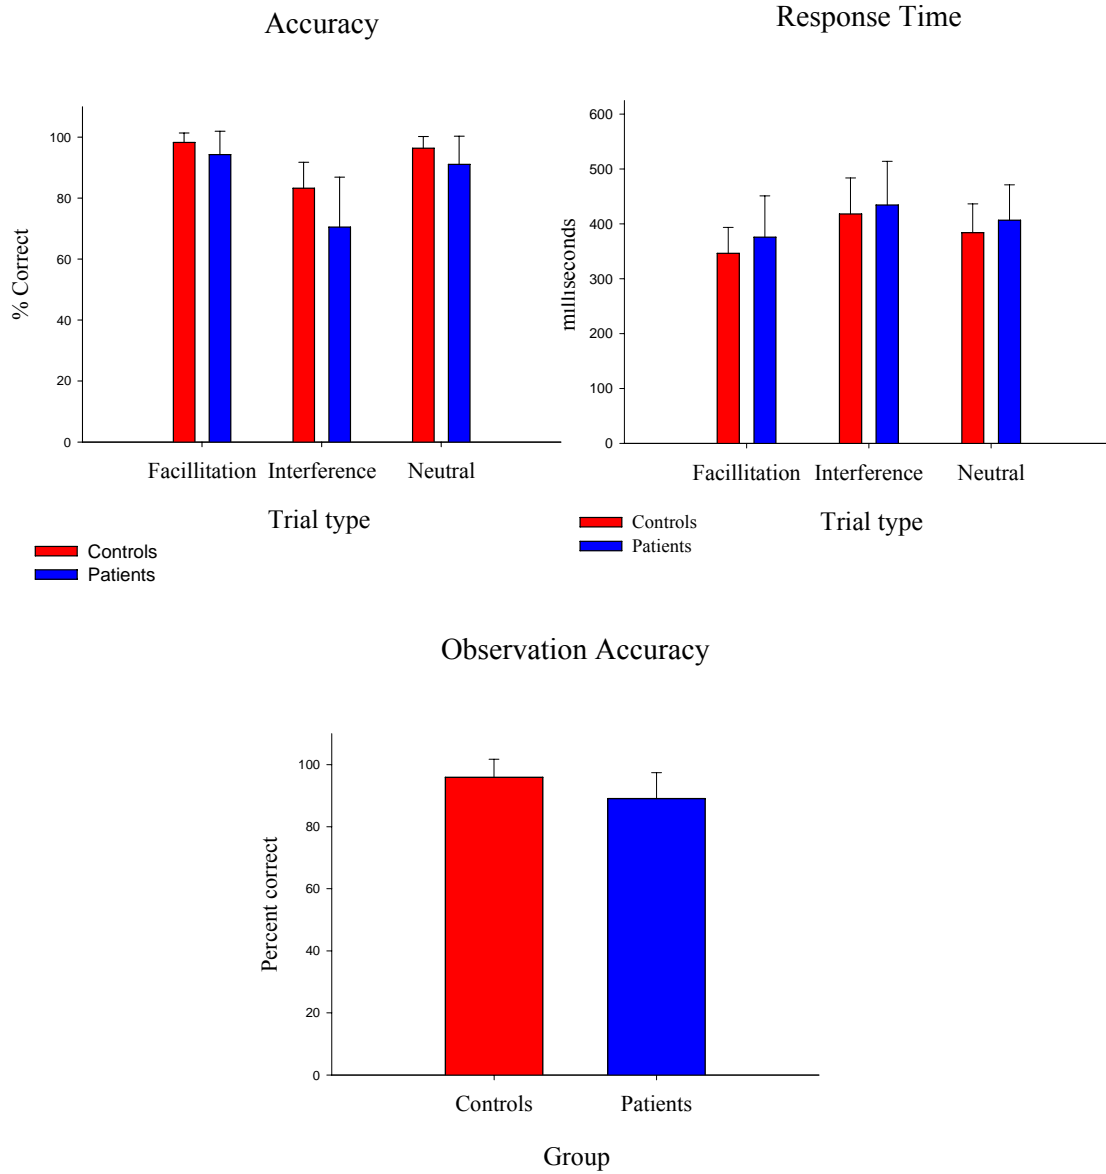 Accuracy
% Correct
100
80
60
40
20
0
Facillitation Interference Neutral
Trial type
Controls
Patients
Response Time
milliseconds
600
500
400
300
200
100
0
Facillitation Interference Neutral
Trial type
Controls
Patients
Observation Accuracy
Percent correct
100
80
60
40
20
0
Controls Patients
Group